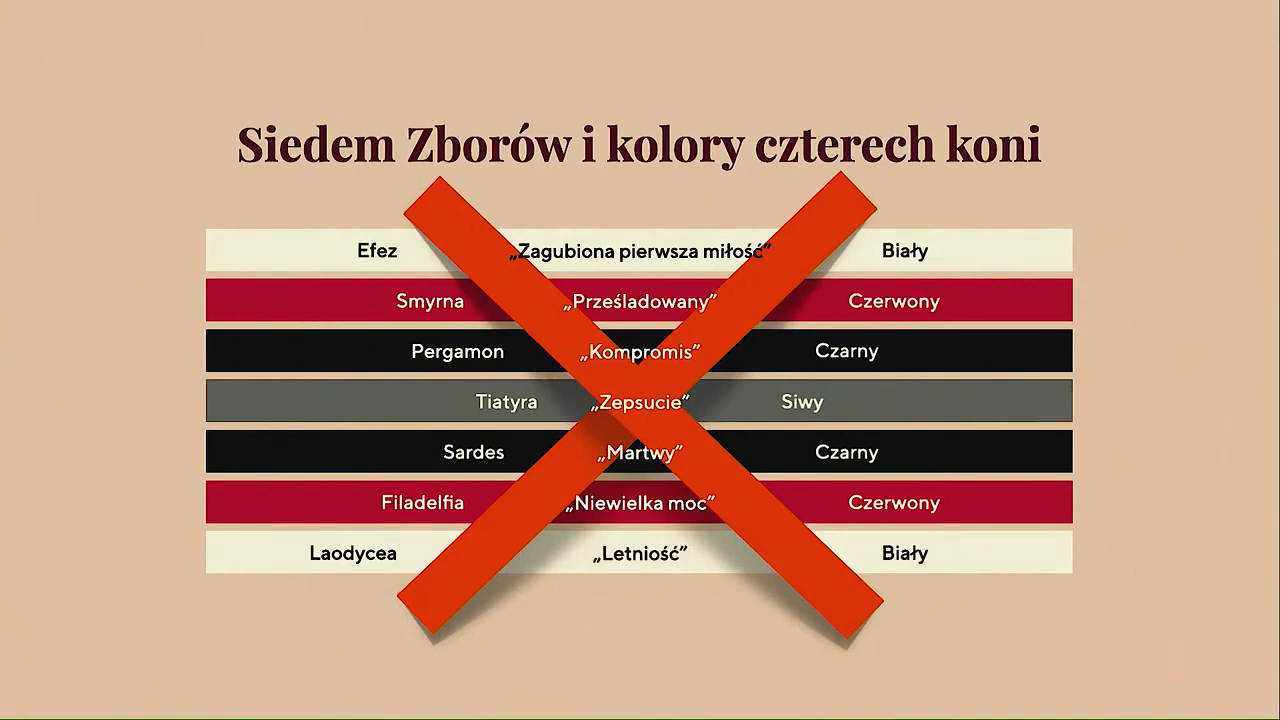 Siedem Zborów i kolory czterech koni
Efez „Zagubiona pierwsza miłość” Biały
Smyrna „Prześladowany” Czerwony
Pergamon „Kompromis” Czarny
Tiatyra „Zepsucie” Siwy
Sardes „Martwy” Czarny
Filadelfia „Niewielka moc” Czerwony
Laodycea „Letniość” Biały